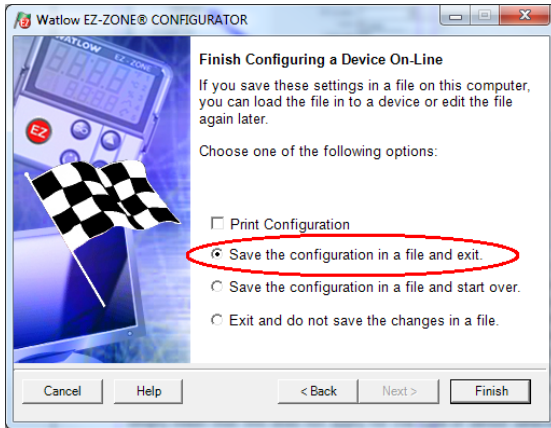 Watlow EZ-ZONE® CONFIGURATOR
WATLOW EZ-ZONE
EZ
Finish Configuring a Device On-Line
If you save these settings in a file on this computer,
you can load the file in to a device or edit the file
again later.
Choose one of the following options:
Print Configuration
Save the configuration in a file and exit.
Save the configuration in a file and start over.
Exit and do not save the changes in a file.
Cancel Help < Back Next > Finish